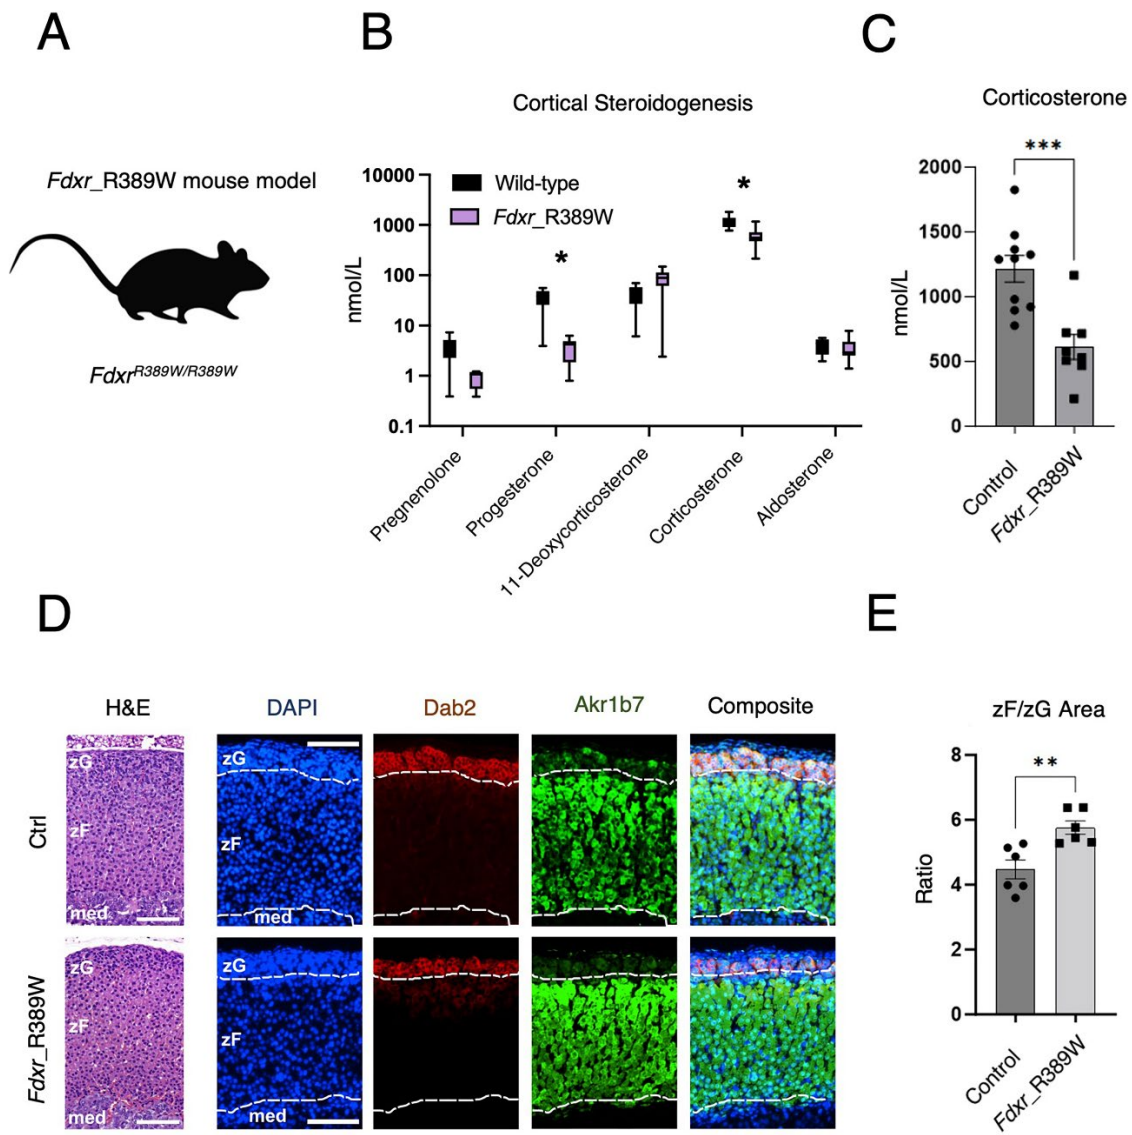 A
B
C
Cortical Steroidogenesis
Corticosterone
***
Fdxr_R389W mouse model
Fdxr^R389W/R389W
10000
1000
100
10
1
0.1
nmol/L
Wild-type
Fdxr_R389W
*
*
Pregnenolone
Progesterone
11-Deoxycorticosterone
Corticosterone
Aldosterone
2000
1500
1000
500
0
nmol/L
Control
Fdxr_R389W
D
E
H&E
DAPI
Dab2
Akr1b7
Composite
Ctrl
zG
zF
med
zG
zF
med
Fdxr_R389W
zG
zF
med
zG
zF
med
zF/zG Area
**
8
6
4
2
0
Ratio
Control
Fdxr_R389W